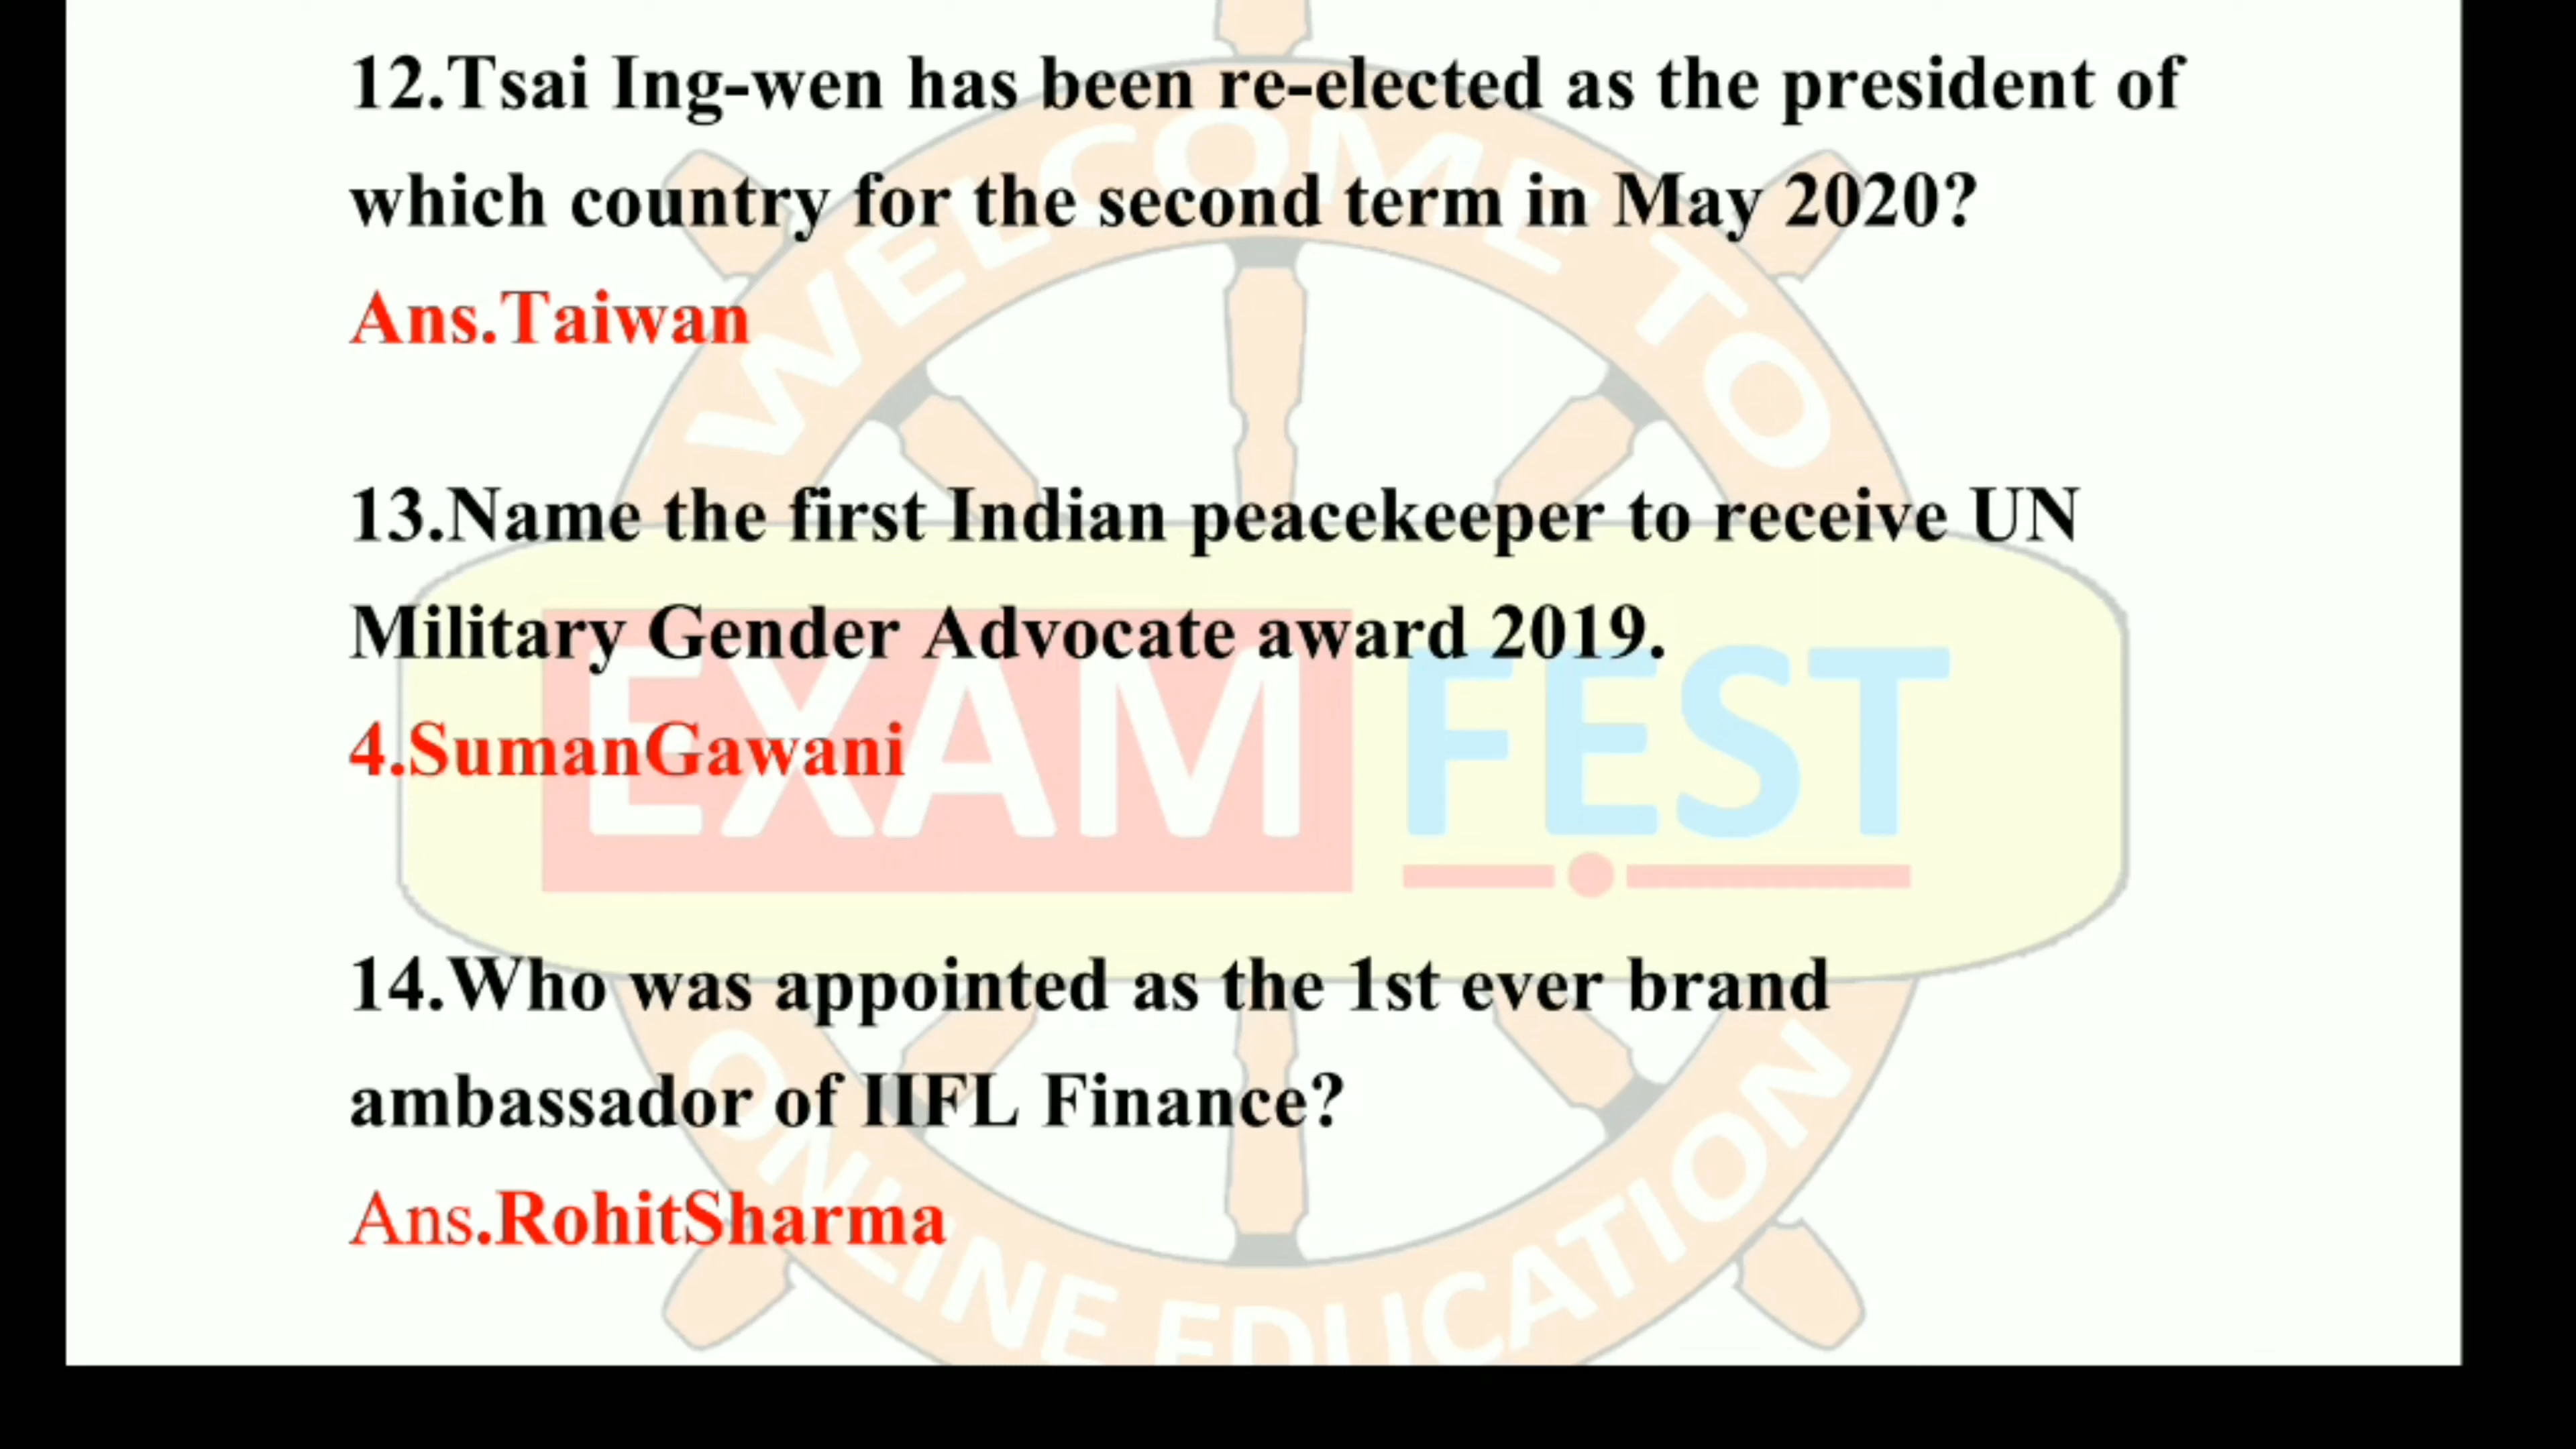 12.Tsai Ing-wen has been re-elected as the president of
which country for the second term in May 2020?
Ans.Taiwan
13.Name the first Indian peacekeeper to receive UN
Military Gender Advocate award 2019.
4.SumanGawani
14.Who was appointed as the 1st ever brand
ambassador of IIFL Finance?
Ans.RohitSharma
WELCOME TO
EXAM FEST
ONLINE EDUCATION